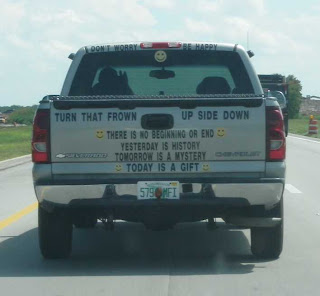 DON'T WORRY BE HAPPY
TURN THAT FROWN UP SIDE DOWN
THERE IS NO BEGINNING OR END
YESTERDAY IS HISTORY
TOMORROW IS A MYSTERY
CHEVROLET
TODAY IS A GIFT